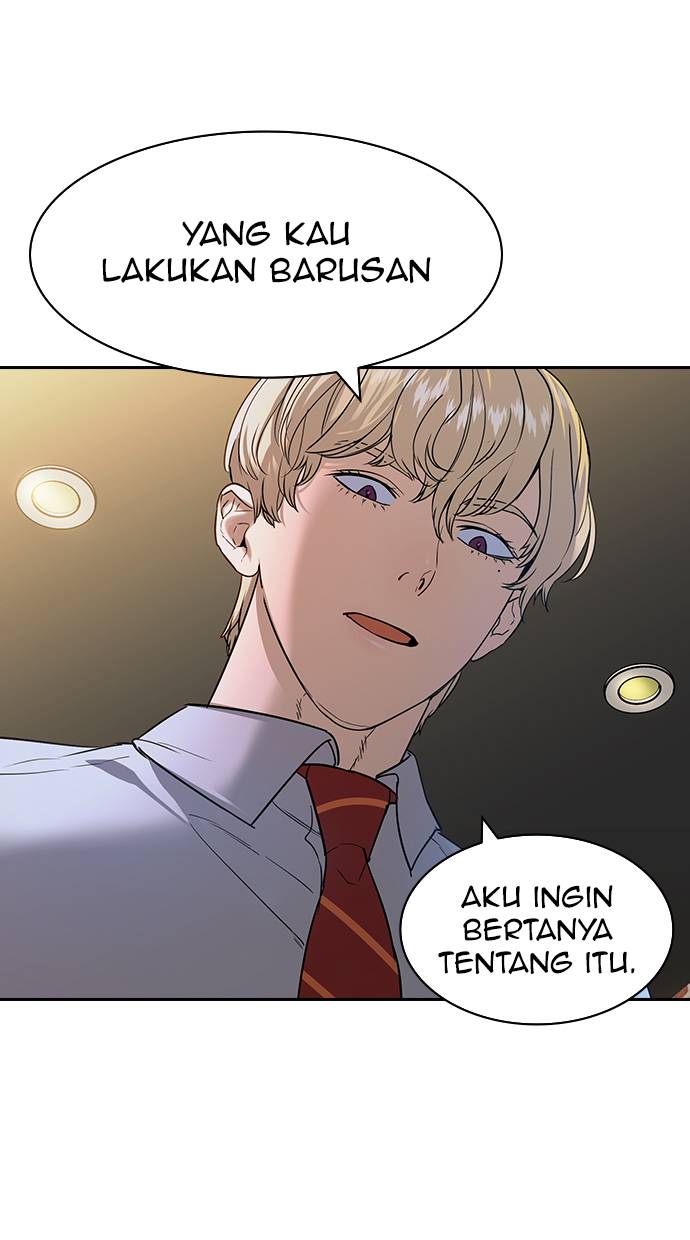 YANG KAU
LAKUKAN BARUSAN
AKU INGIN
BERTANYA
TENTANG ITU.